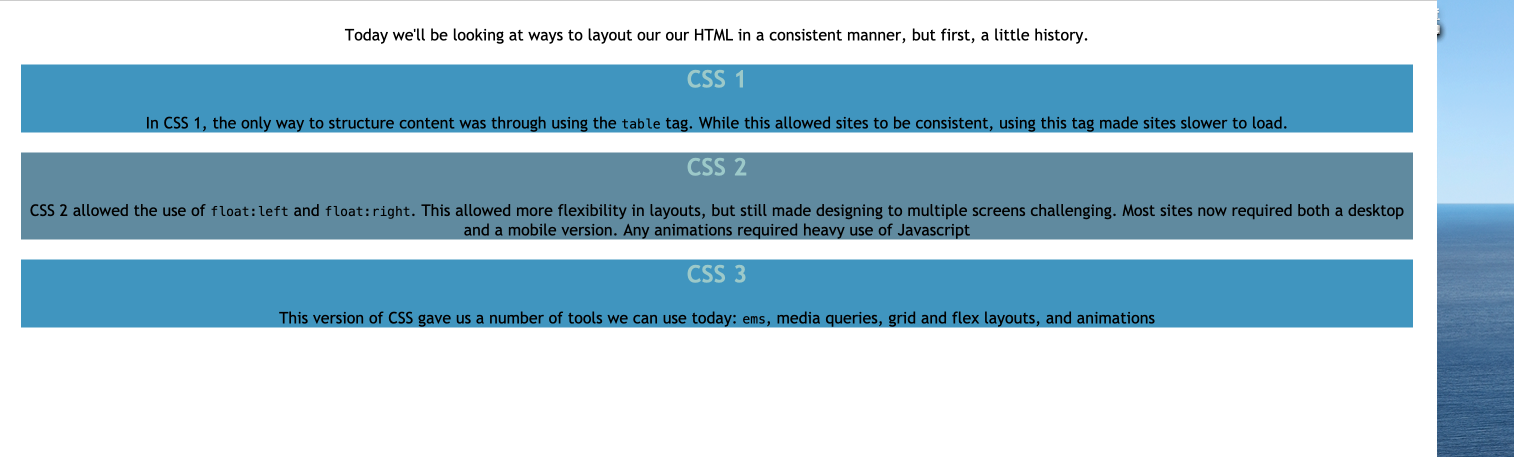 Today we'll be looking at ways to layout our our HTML in a consistent manner, but first, a little history.
CSS 1
In CSS 1, the only way to structure content was through using the table tag. While this allowed sites to be consistent, using this tag made sites slower to load.
CSS 2
CSS 2 allowed the use of float:left and float:right. This allowed more flexibility in layouts, but still made designing to multiple screens challenging. Most sites now required both a desktop
and a mobile version. Any animations required heavy use of Javascript
CSS 3
This version of CSS gave us a number of tools we can use today: ems, media queries, grid and flex layouts, and animations